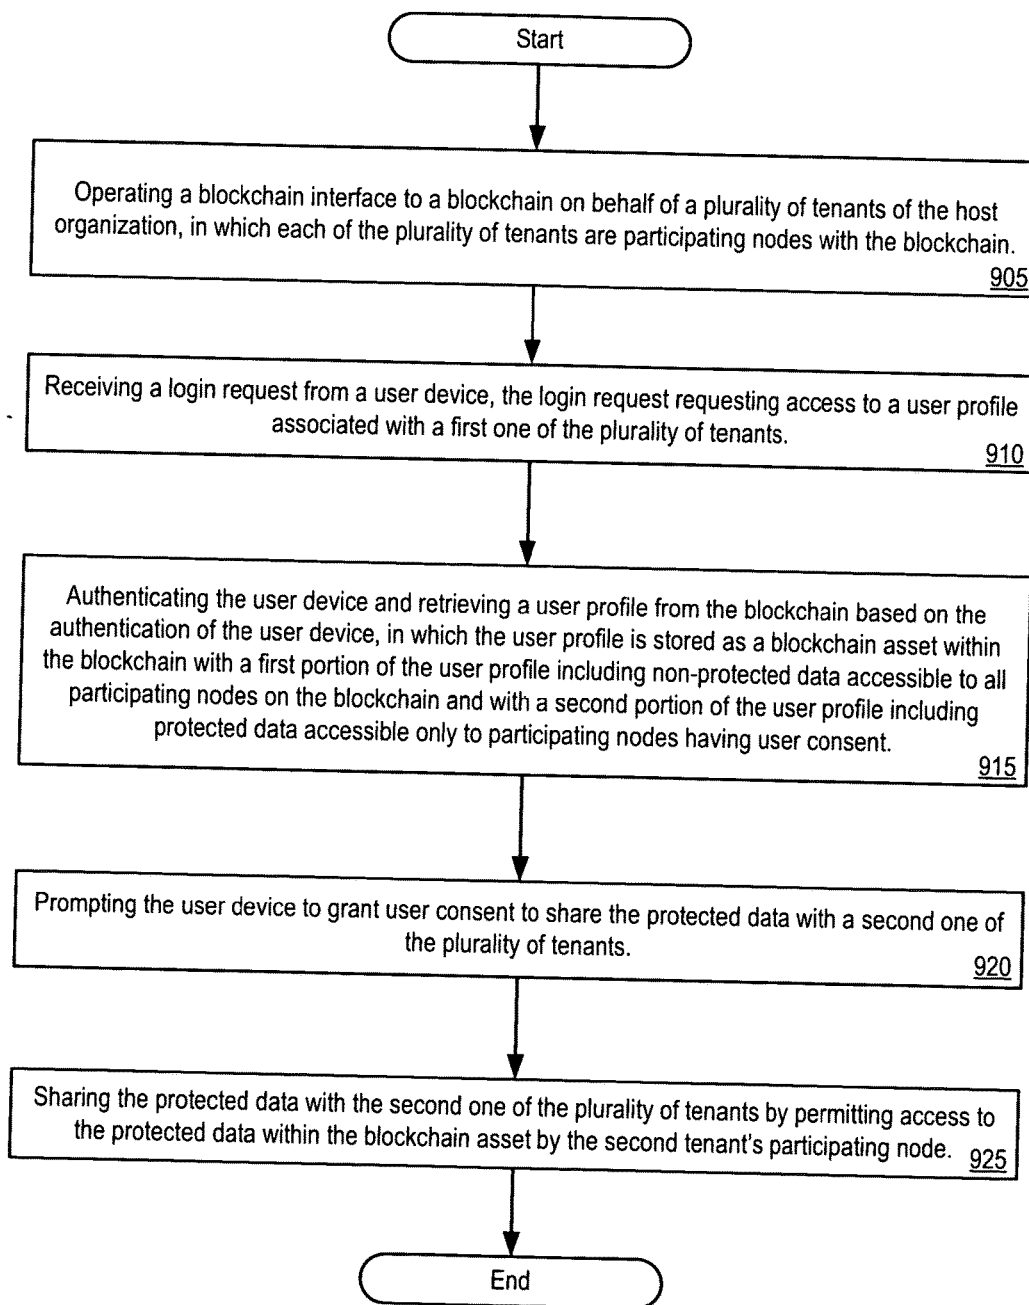 Start
Operating a blockchain interface to a blockchain on behalf of a plurality of tenants of the host
organization, in which each of the plurality of tenants are participating nodes with the blockchain.
905
Receiving a login request from a user device, the login request requesting access to a user profile
associated with a first one of the plurality of tenants.
910
Authenticating the user device and retrieving a user profile from the blockchain based on the
authentication of the user device, in which the user profile is stored as a blockchain asset within
the blockchain with a first portion of the user profile including non-protected data accessible to all
participating nodes on the blockchain and with a second portion of the user profile including
protected data accessible only to participating nodes having user consent.
915
Prompting the user device to grant user consent to share the protected data with a second one of
the plurality of tenants.
920
Sharing the protected data with the second one of the plurality of tenants by permitting access to
the protected data within the blockchain asset by the second tenant's participating node.
925
End